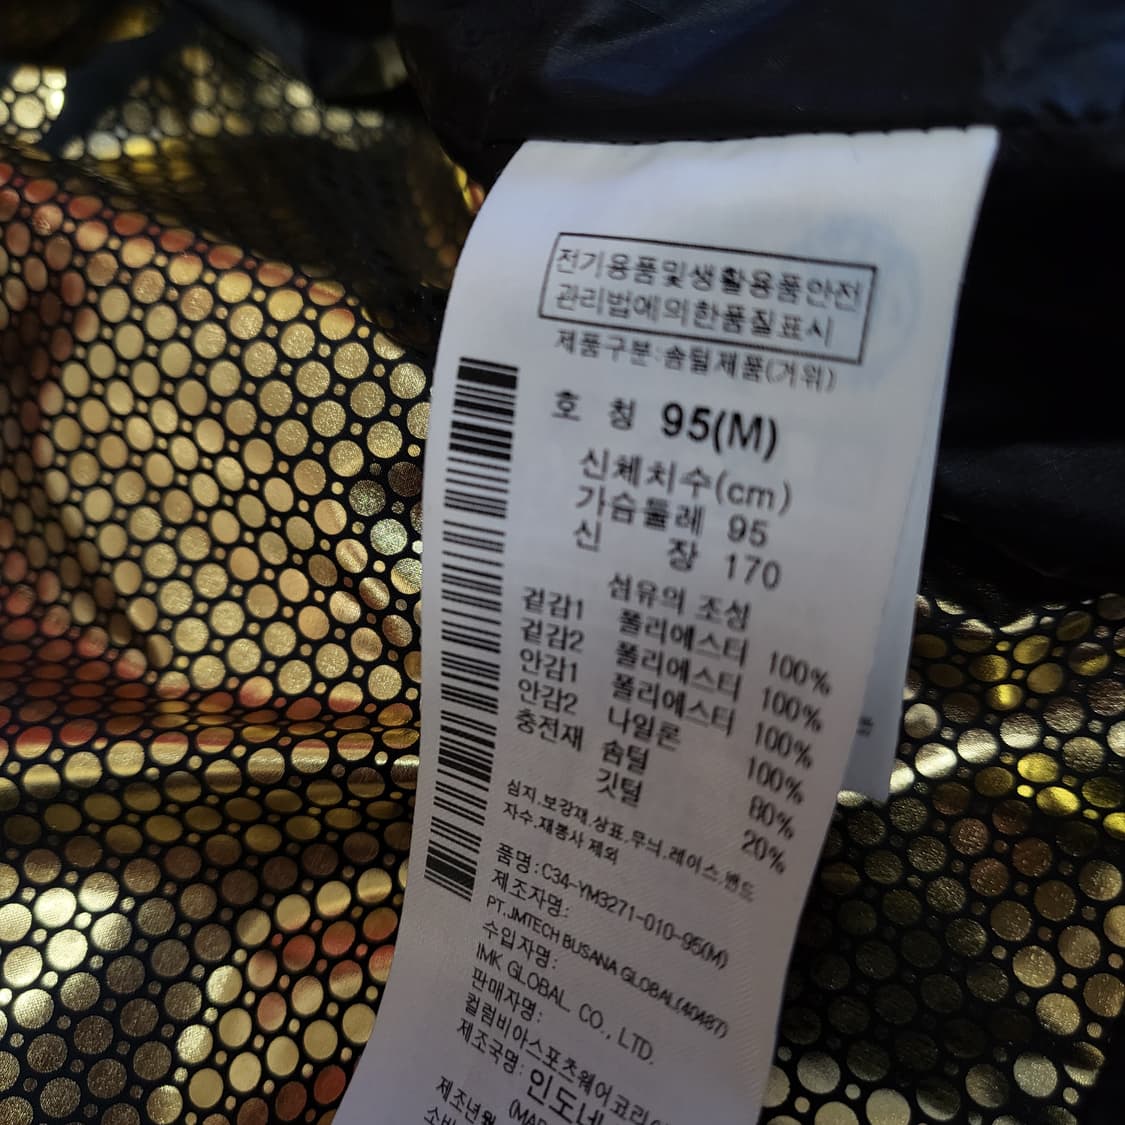 전기용품및생활용품안전
관리법에의한품질표시
제품구분:솜털제품(거위)
호 칭 95(M)
신체치수(cm)
가슴둘레 95
신 장 170
섬유의 조성
겉감1 폴리에스터 100%
겉감2 폴리에스터 100%
안감1 폴리에스터 100%
안감2 나일론 100%
충전재 솜털 80%
깃털 20%
심지.보강재.상표.무늬.레이스.밴드
자수.재봉사 제외
품명:C34-YM3271-010-95(M)
제조자명:
PT.JMTECH BUSANA GLOBAL(40487)
수입자명:
IMK GLOBAL CO., LTD.
판매자명:
컬럼비아스포츠웨어코리
제조국명: 인도네
제조년월